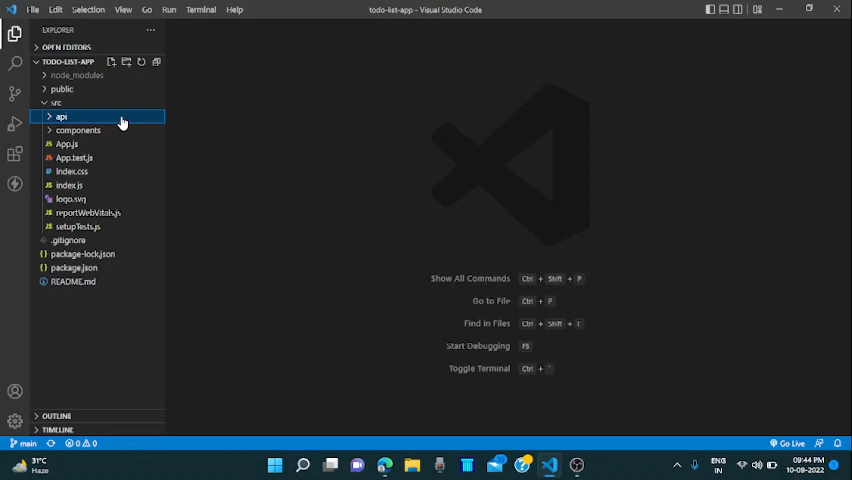 File Edit Selection View Go Run Terminal Help
todo-list-app - Visual Studio Code
EXPLORER
OPEN EDITORS
TODO-LIST-APP
node_modules
public
src
api
components
App.js
App.test.js
index.css
index.js
logo.svg
reportWebVitals.js
setupTests.js
.gitignore
package-lock.json
package.json
README.md
OUTLINE
TIMELINE
Show All Commands Ctrl + Shift + P
Go to File Ctrl + P
Find in Files Ctrl + Shift + F
Start Debugging F5
Toggle Terminal Ctrl + `
main 0 0
Go Live
31°C
Haze
ENG
IN
09:44 PM
10-09-2022